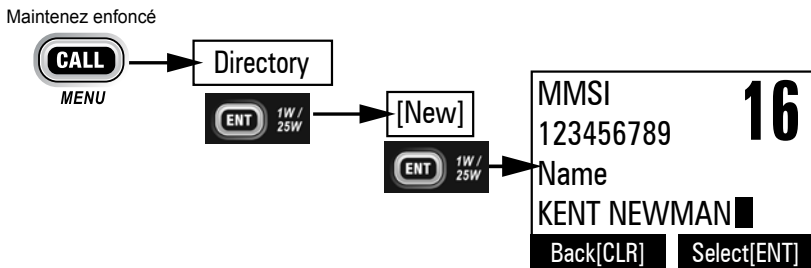 Maintenez enfoncé
CALL
MENU
Directory
ENT 1W/
25W
[New]
ENT 1W/
25W
MMSI
16
123456789
Name
KENT NEWMAN
Back[CLR] Select[ENT]